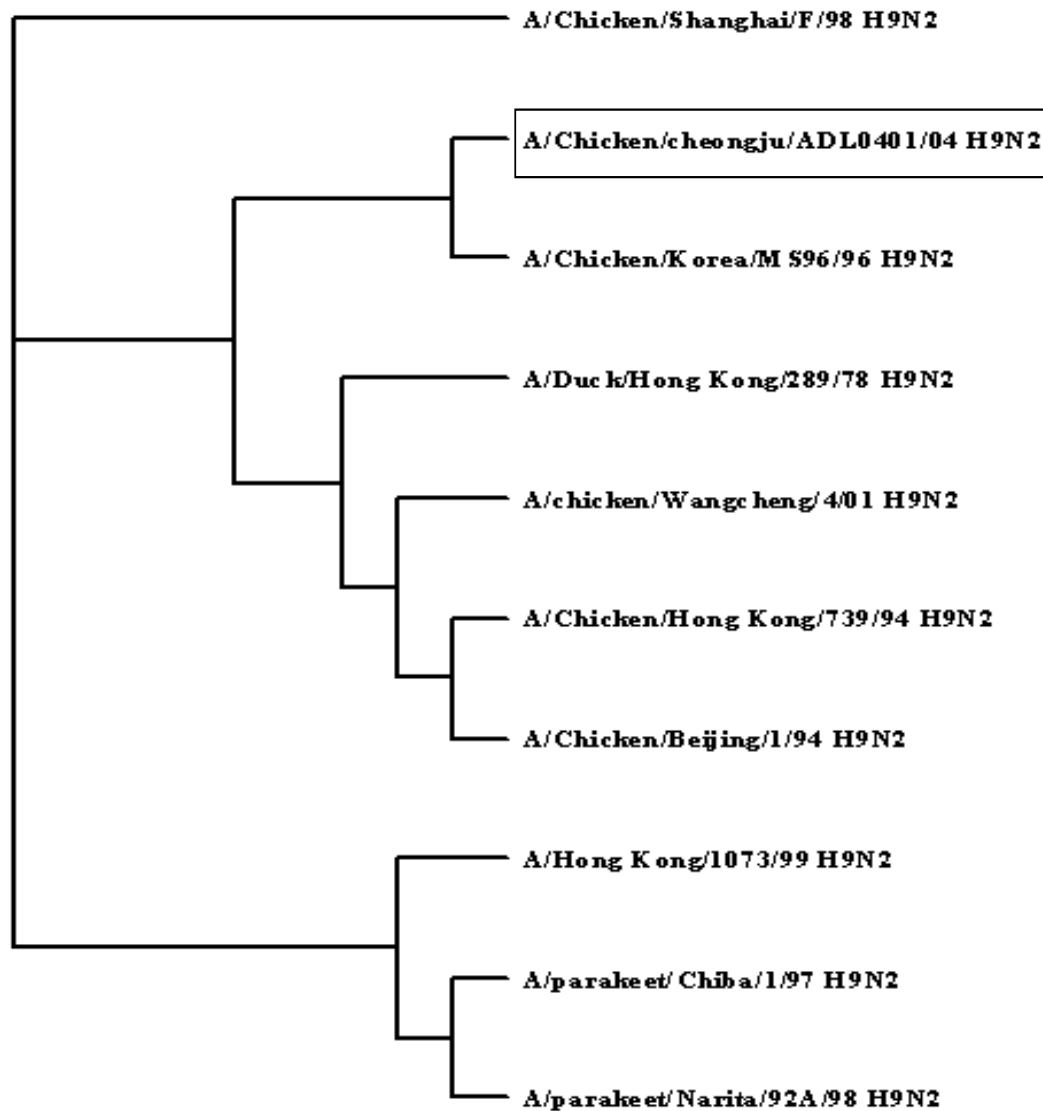 A/Chicken/Shanghai/F/98 H9N2
A/Chicken/cheongju/ADL0401/04 H9N2
A/Chicken/Korea/MS96/96 H9N2
A/Duck/Hong Kong/289/78 H9N2
A/chicken/Wangcheng/4/01 H9N2
A/Chicken/Hong Kong/739/94 H9N2
A/Chicken/Beijing/1/94 H9N2
A/Hong Kong/1073/99 H9N2
A/parakeet/Chiba/1/97 H9N2
A/parakeet/Narita/92A/98 H9N2